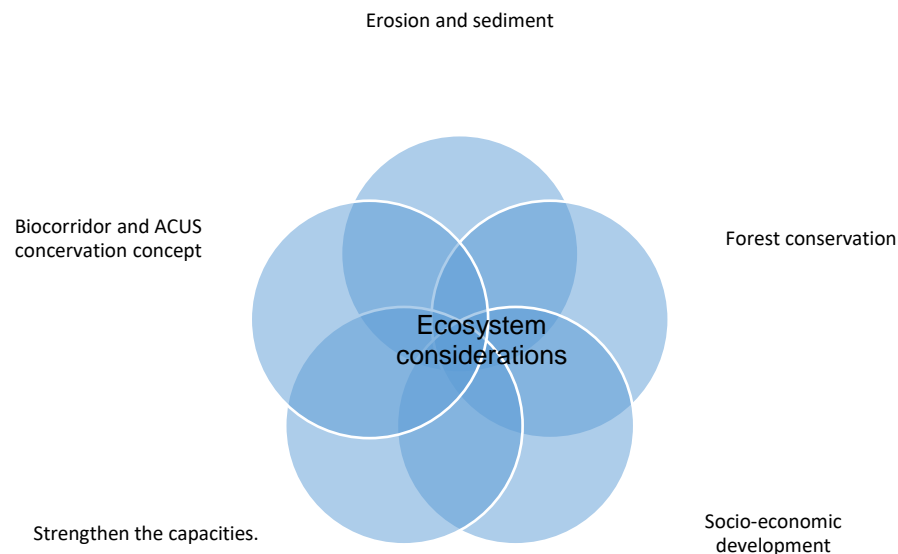 Erosion and sediment
Biocorridor and ACUS
concervation concept
Forest conservation
Ecosystem
considerations
Strengthen the capacities.
Socio-economic
development